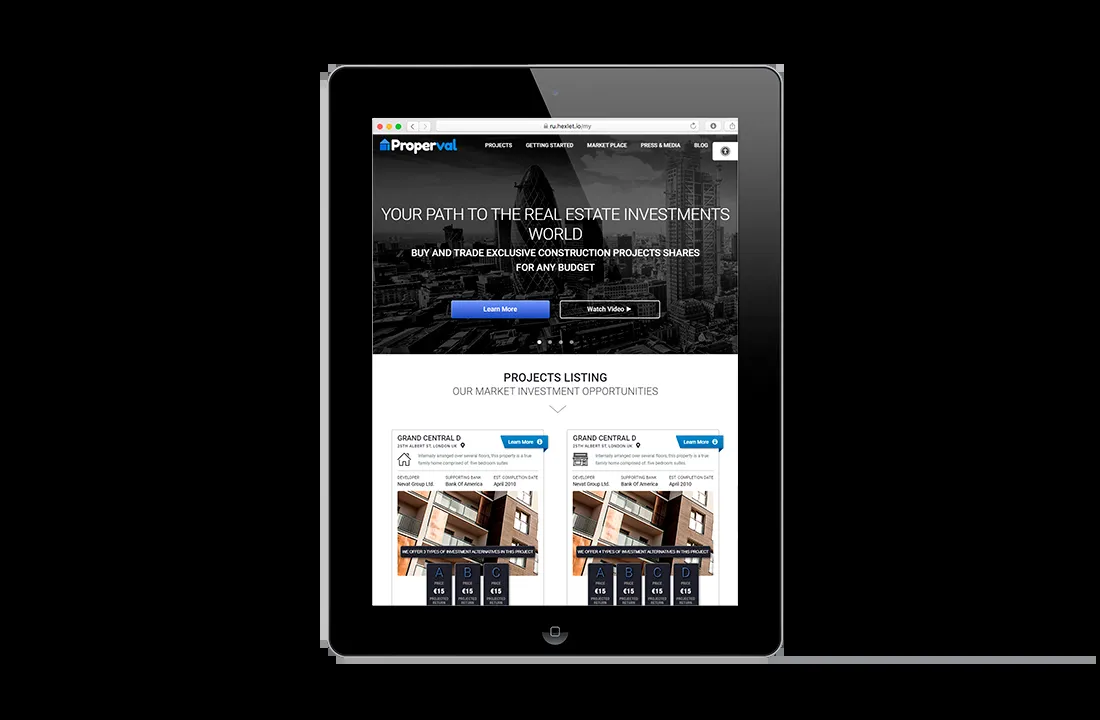 ru.hexlet.io/my
Properval
PROJECTS GETTING STARTED MARKET PLACE PRESS & MEDIA BLOG
YOUR PATH TO THE REAL ESTATE INVESTMENTS
WORLD
BUY AND TRADE EXCLUSIVE CONSTRUCTION PROJECTS SHARES
FOR ANY BUDGET
Learn More Watch Video
PROJECTS LISTING
OUR MARKET INVESTMENT OPPORTUNITIES
GRAND CENTRAL D
25TH ALBERT ST, LONDON UK
Learn More
Internally arranged over several floors, this property is a true
family home comprised of: five bedroom suites
DEVELOPER SUPPORTING BANK EST. COMPLETION DATE
Nevat Group Ltd. Bank Of America April 2010
WE OFFER 3 TYPES OF INVESTMENT ALTERNATIVES IN THIS PROJECT
A B C
PRICE PRICE PRICE
€15 €15 €15
PROJECTED PROJECTED PROJECTED
RETURN RETURN RETURN
GRAND CENTRAL D
25TH ALBERT ST, LONDON UK
Learn More
Internally arranged over several floors, this property is a true
family home comprised of: five bedroom suites
DEVELOPER SUPPORTING BANK EST. COMPLETION DATE
Nevat Group Ltd. Bank Of America April 2010
WE OFFER 4 TYPES OF INVESTMENT ALTERNATIVES IN THIS PROJECT
A B C D
PRICE PRICE PRICE PRICE
€15 €15 €15 €15
PROJECTED PROJECTED PROJECTED PROJECTED
RETURN RETURN RETURN RETURN